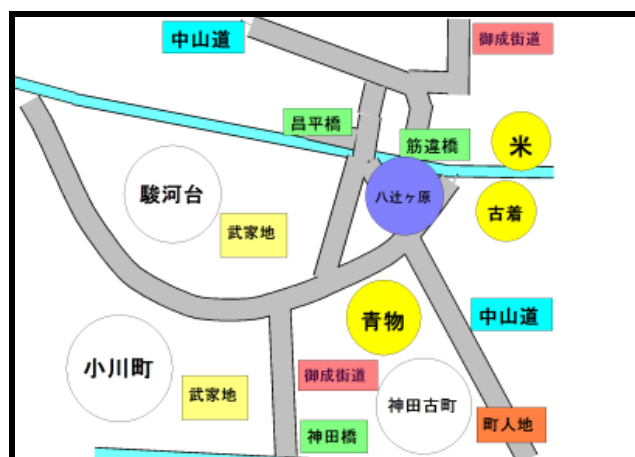 中山道
御成街道
昌平橋
筋違橋
米
駿河台
八辻ヶ原
古着
武家地
青物
中山道
小川町
御成街道
武家地
神田古町
神田橋
町人地